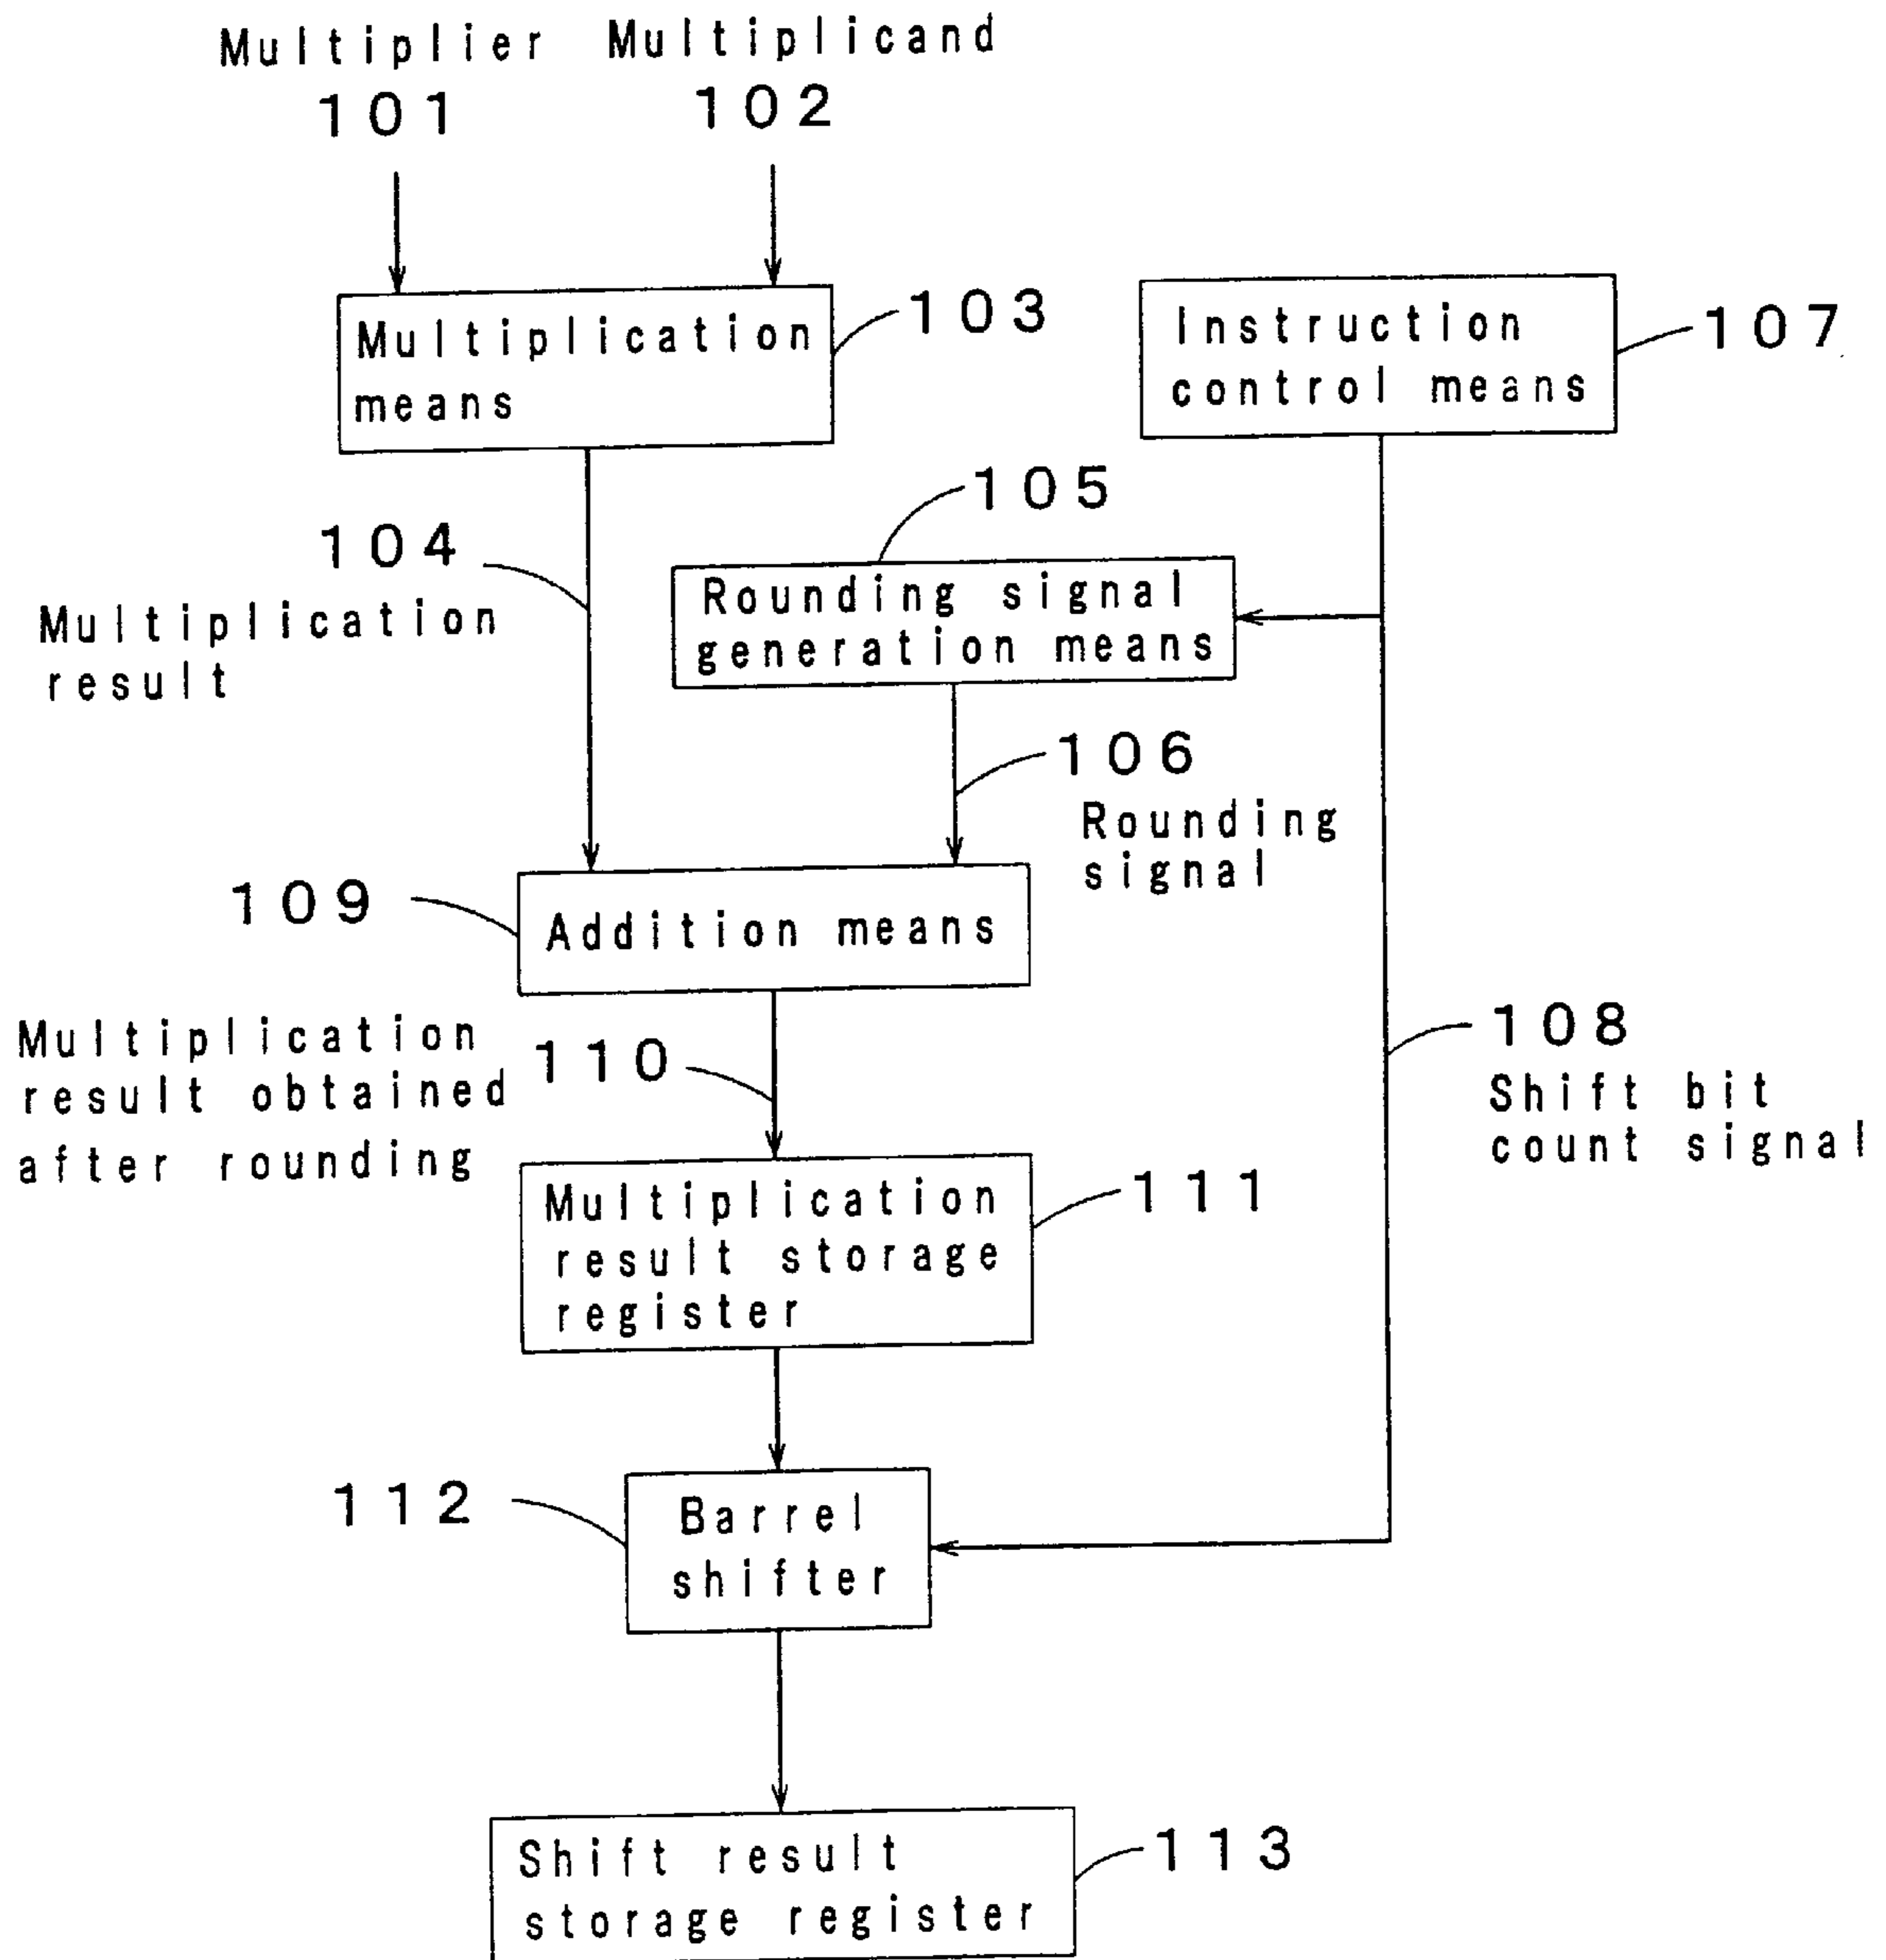 Multiplier Multiplicand
101 102
Multiplication
means
103
Instruction
control means
107
105
104
Multiplication
result
Rounding signal
generation means
106
Rounding
signal
109
Addition means
Multiplication
result obtained
after rounding
110
108
Shift bit
count signal
Multiplication
result storage
register
111
112
Barrel
shifter
Shift result
storage register
113